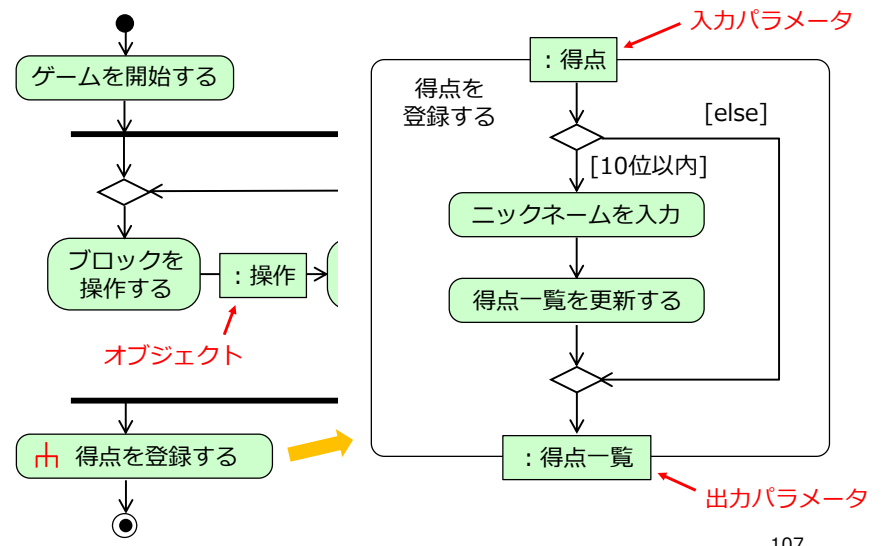 ゲームを開始する
ブロックを
操作する
：操作
オブジェクト
得点を登録する
入力パラメータ
：得点
得点を
登録する
[else]
[10位以内]
ニックネームを入力
得点一覧を更新する
：得点一覧
出力パラメータ
107